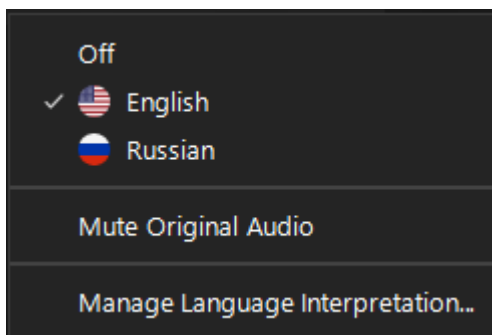 Off
English
Russian
Mute Original Audio
Manage Language Interpretation...